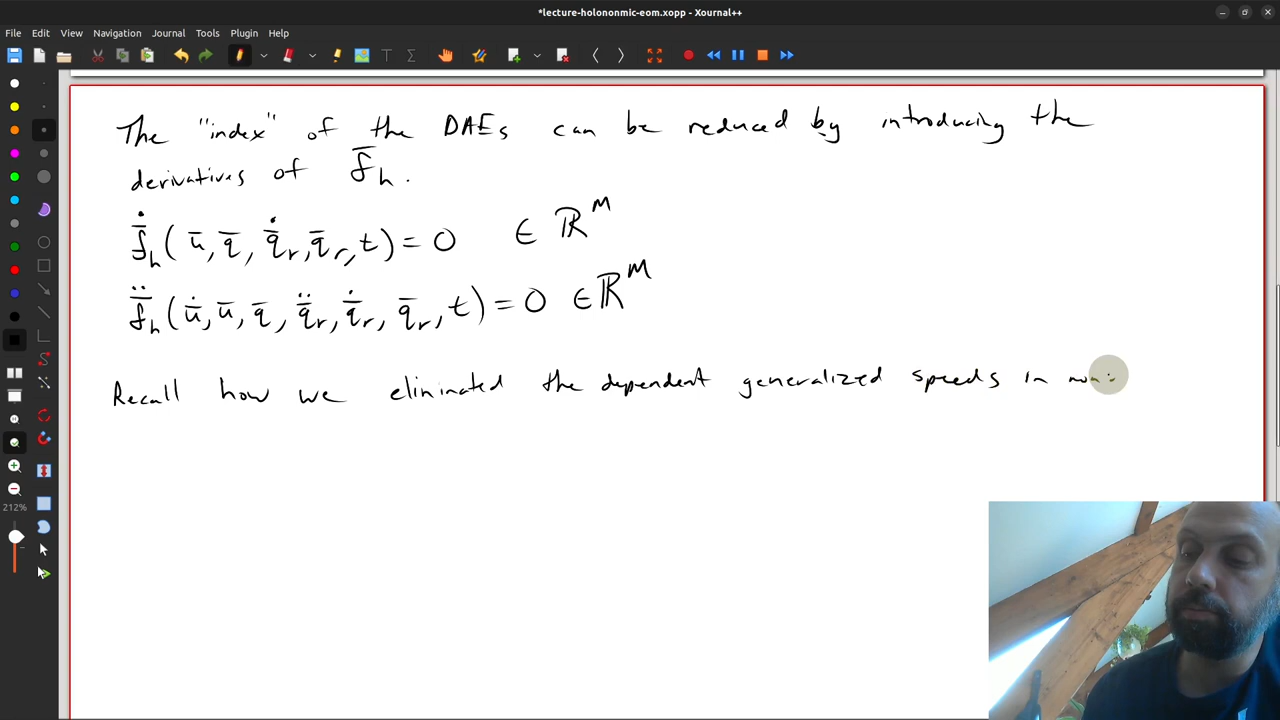 *lecture-holononmic-eom.xopp - Xournal++
File Edit View Navigation Journal Tools Plugin Help
The "index" of the DAEs can be reduced by introducing the
derivatives of f̄ₕ.
ḟ̄ₕ(ū, q̄, q̄̇ᵣ, q̄ᵣ, t) = 0 ∈ ℝᴹ
f̄̈ₕ(ū̇, ū, q̄, q̄̈ᵣ, q̄̇ᵣ, q̄ᵣ, t) = 0 ∈ ℝᴹ
Recall how we eliminated the dependent generalized speeds in
212%